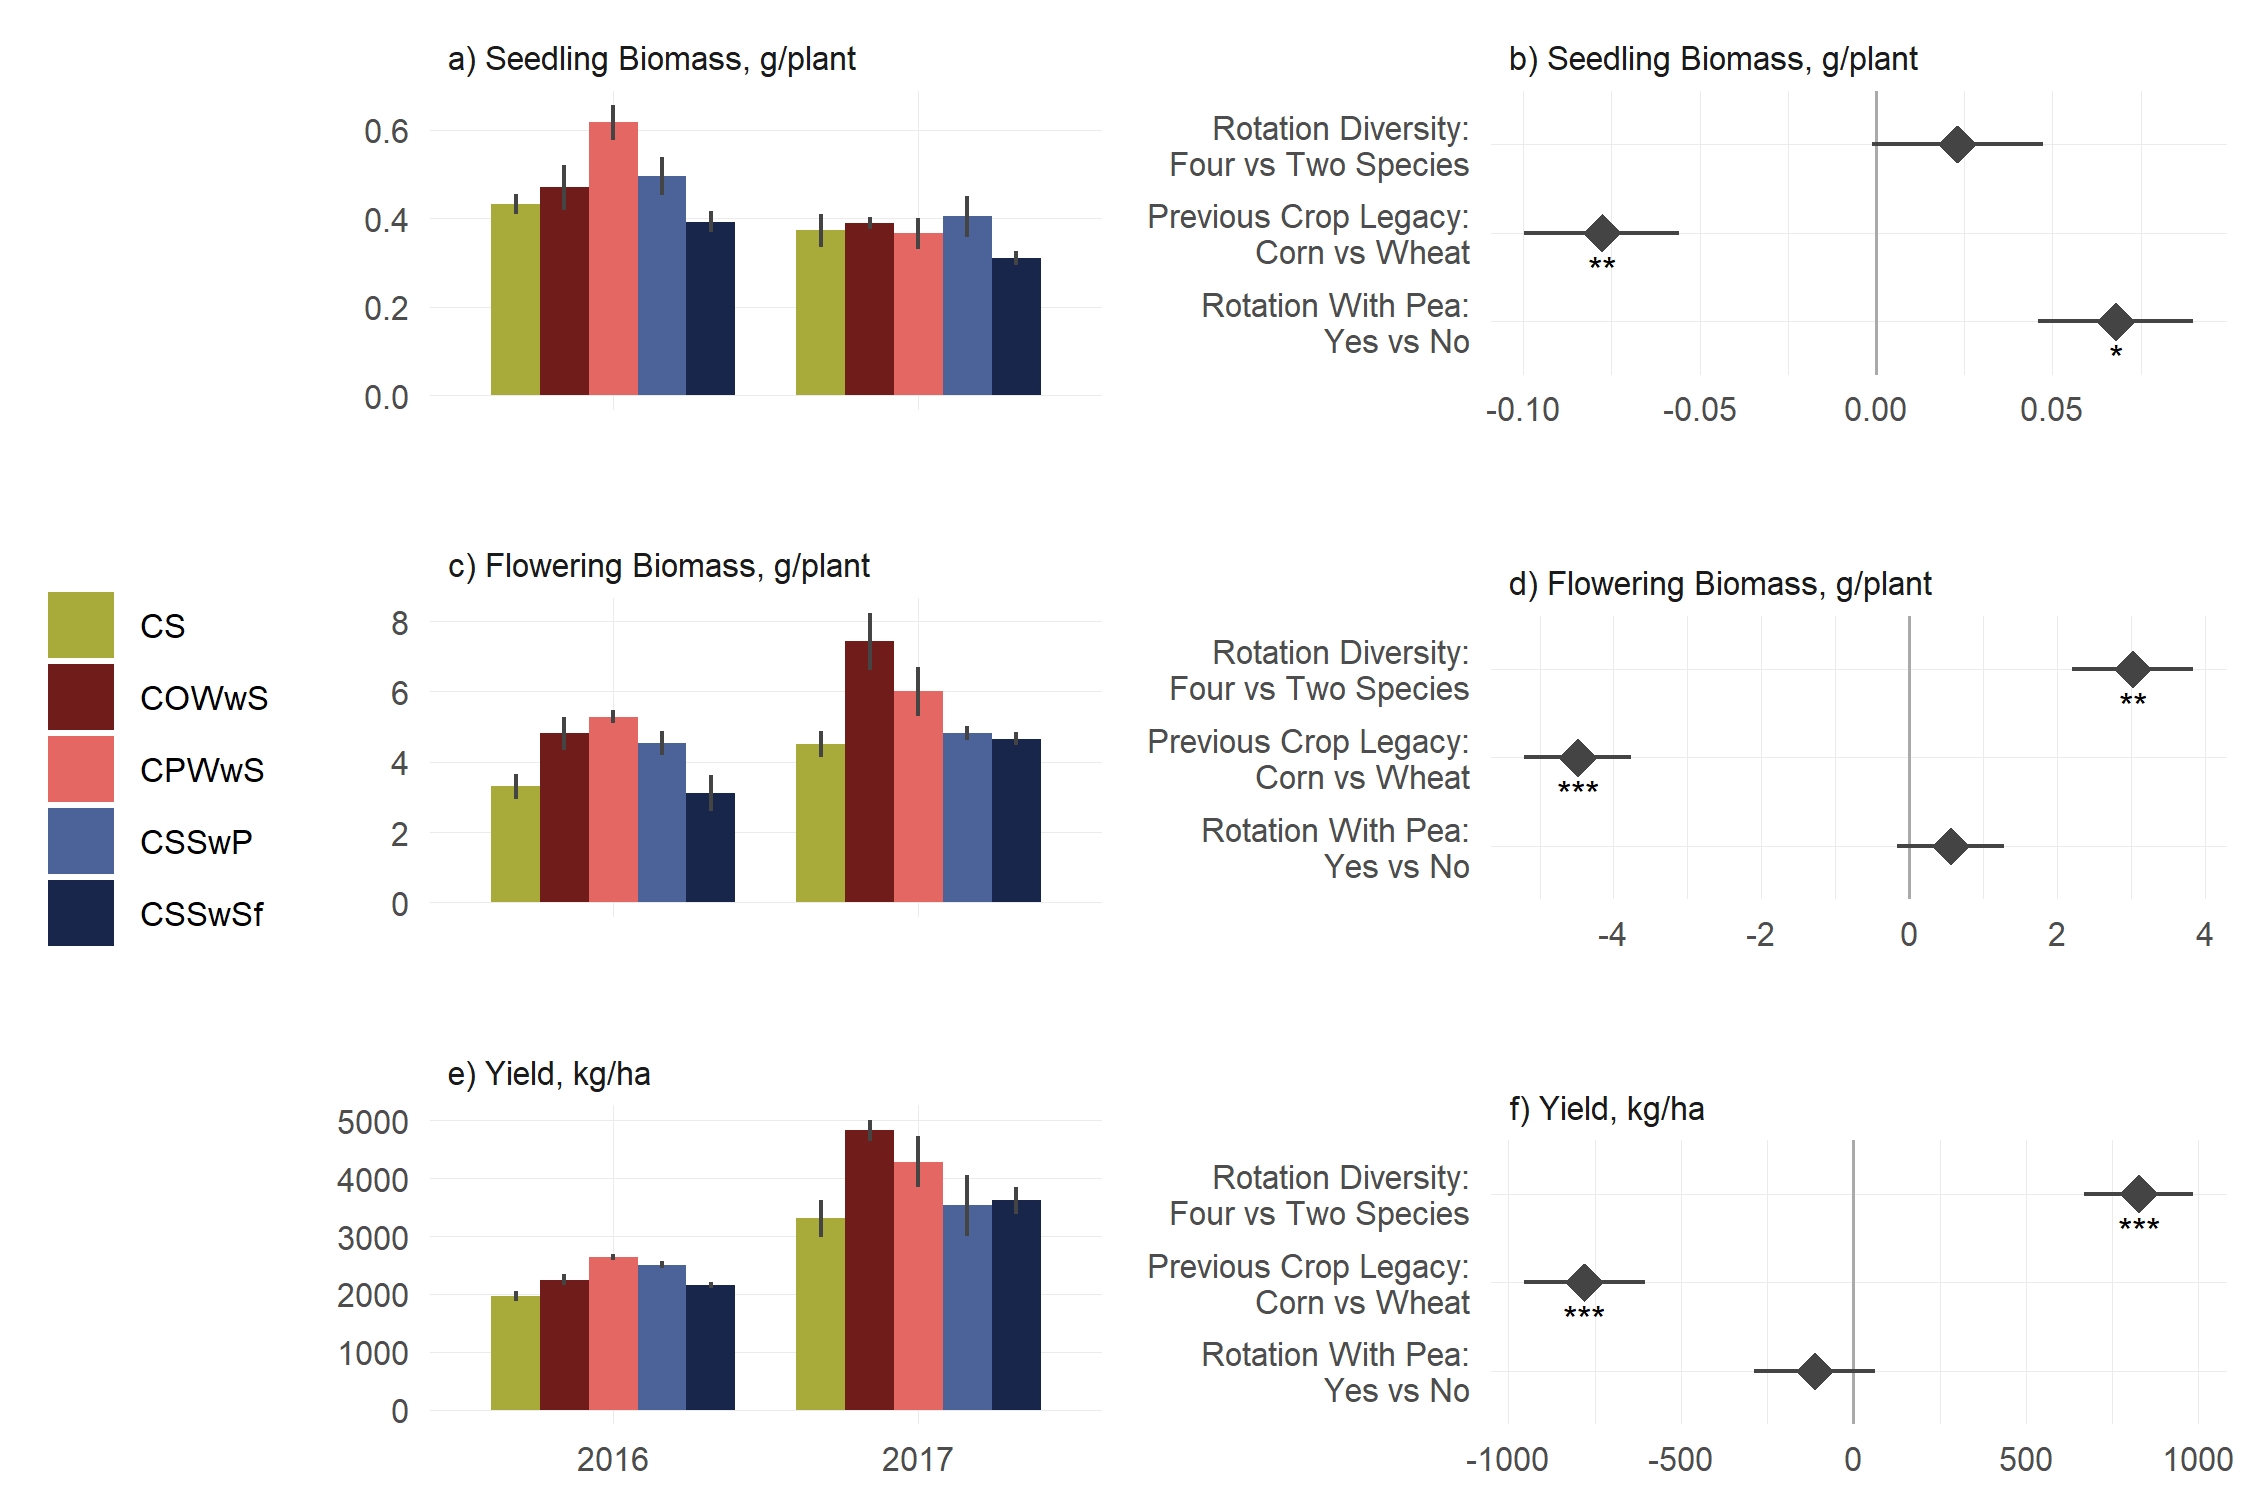 a) Seedling Biomass, g/plant
0.6
0.4
0.2
0.0
b) Seedling Biomass, g/plant
Rotation Diversity:
Four vs Two Species
Previous Crop Legacy:
Corn vs Wheat
**
Rotation With Pea:
Yes vs No
*
-0.10 -0.05 0.00 0.05
CS
COWwS
CPWwS
CSSwP
CSSwSf
c) Flowering Biomass, g/plant
8
6
4
2
0
d) Flowering Biomass, g/plant
Rotation Diversity:
Four vs Two Species
**
Previous Crop Legacy:
Corn vs Wheat
***
Rotation With Pea:
Yes vs No
-4 -2 0 2 4
e) Yield, kg/ha
5000
4000
3000
2000
1000
0
2016 2017
f) Yield, kg/ha
Rotation Diversity:
Four vs Two Species
***
Previous Crop Legacy:
Corn vs Wheat
***
Rotation With Pea:
Yes vs No
-1000 -500 0 500 1000